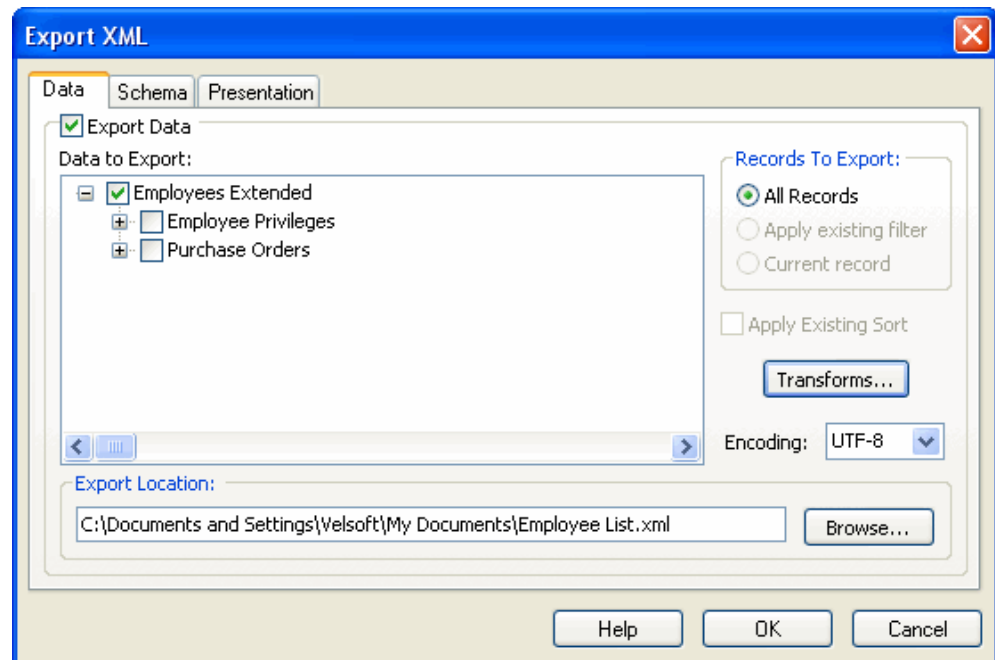 Export XML
Data
Schema
Presentation
Export Data
Data to Export:
Employees Extended
Employee Privileges
Purchase Orders
Records To Export:
All Records
Apply existing filter
Current record
Apply Existing Sort
Transforms...
Encoding:
UTF-8
Export Location:
C:\Documents and Settings\Velsoft\My Documents\Employee List.xml
Browse...
Help
OK
Cancel